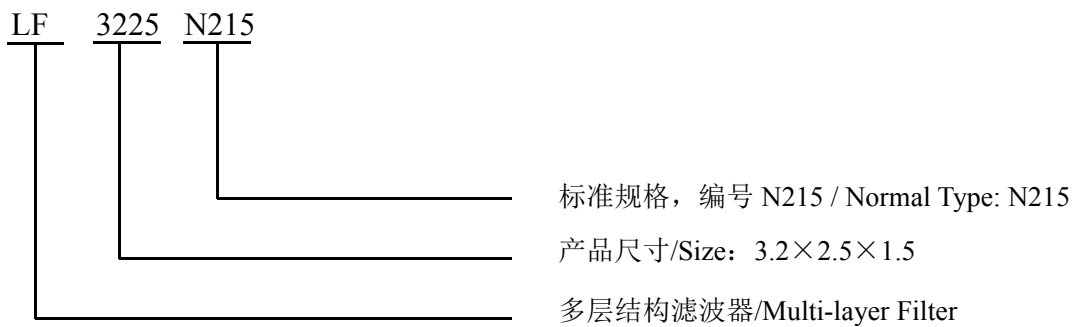 LF 3225 N215
标准规格，编号 N215 / Normal Type: N215
产品尺寸/Size：3.2×2.5×1.5
多层结构滤波器/Multi-layer Filter